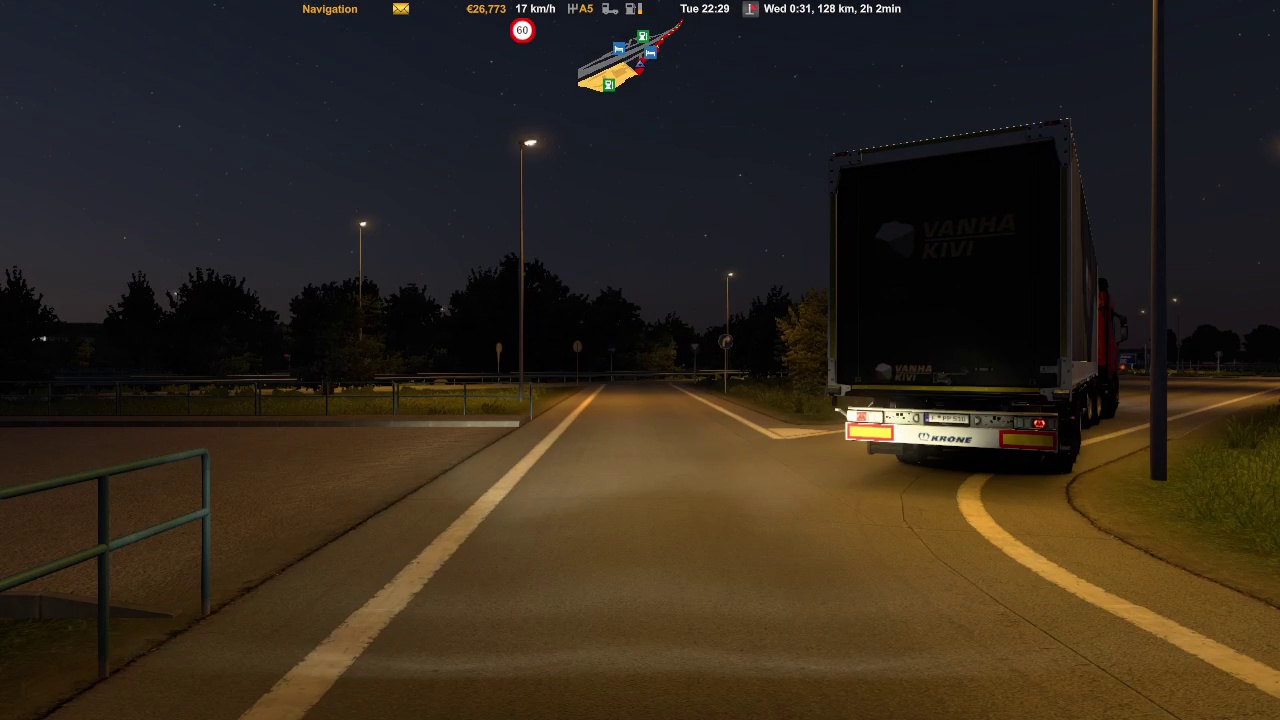 Navigation
€26,773 17 km/h A5
Tue 22:29
Wed 0:31, 128 km, 2h 2min
60
VANHA
KIVI
VANHA
KIVI
KRONE